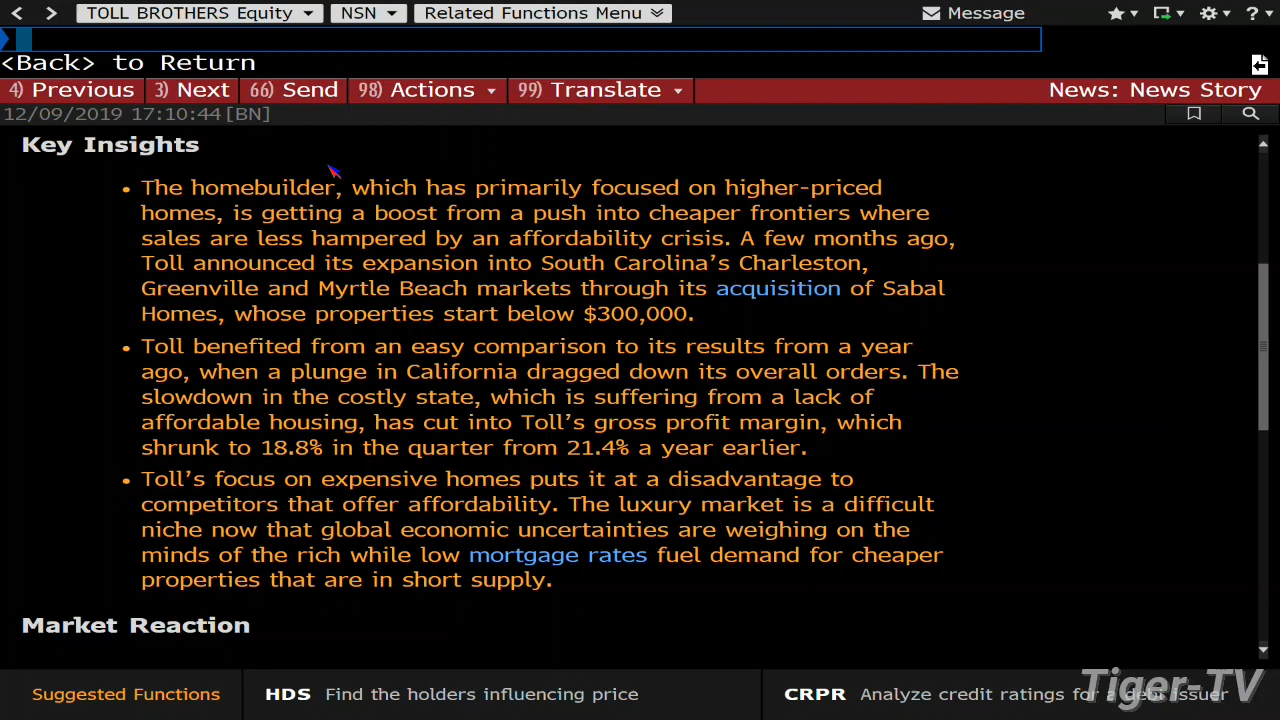 TOLL BROTHERS Equity NSN Related Functions Menu Message ?
<Back> to Return
4) Previous 3) Next 66) Send 98) Actions 99) Translate News: News Story
12/09/2019 17:10:44 [BN]
Key Insights
• The homebuilder, which has primarily focused on higher-priced
homes, is getting a boost from a push into cheaper frontiers where
sales are less hampered by an affordability crisis. A few months ago,
Toll announced its expansion into South Carolina's Charleston,
Greenville and Myrtle Beach markets through its acquisition of Sabal
Homes, whose properties start below $300,000.
• Toll benefited from an easy comparison to its results from a year
ago, when a plunge in California dragged down its overall orders. The
slowdown in the costly state, which is suffering from a lack of
affordable housing, has cut into Toll's gross profit margin, which
shrunk to 18.8% in the quarter from 21.4% a year earlier.
• Toll's focus on expensive homes puts it at a disadvantage to
competitors that offer affordability. The luxury market is a difficult
niche now that global economic uncertainties are weighing on the
minds of the rich while low mortgage rates fuel demand for cheaper
properties that are in short supply.
Market Reaction
Suggested Functions HDS Find the holders influencing price CRPR Analyze credit ratings for a debt issuer
Tiger-TV